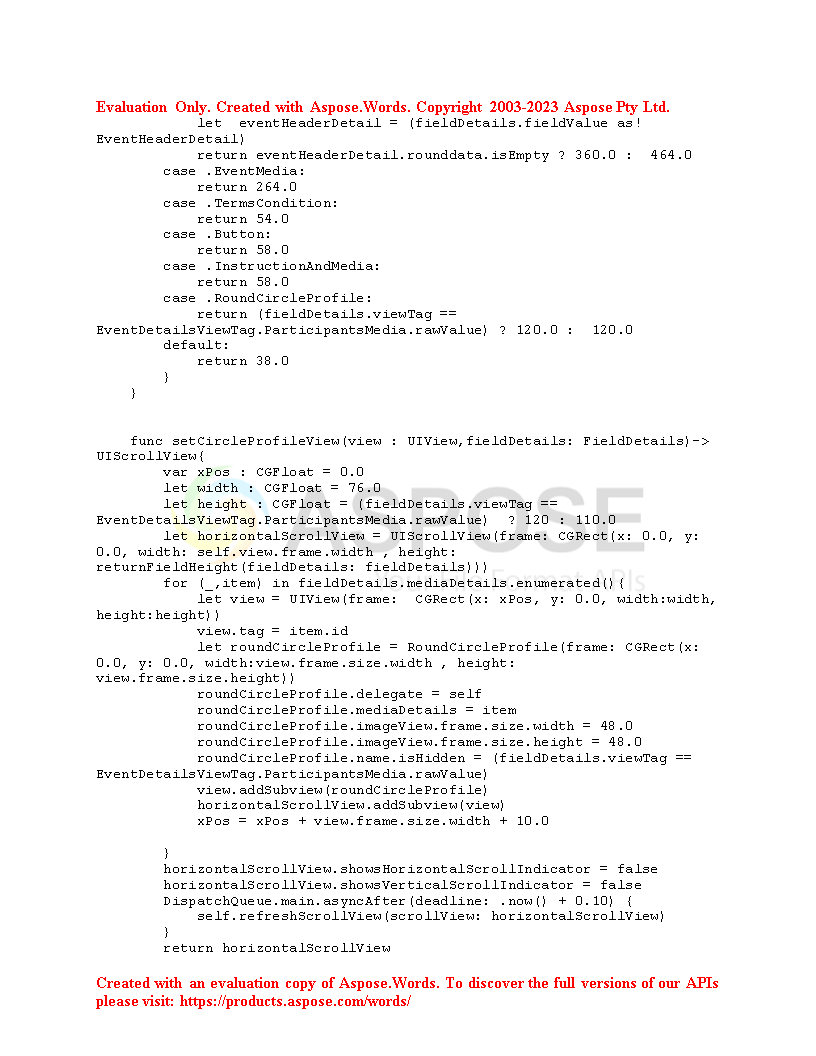 Evaluation Only. Created with Aspose.Words. Copyright 2003-2023 Aspose Pty Ltd.
let  eventHeaderDetail = (fieldDetails.fieldValue as!
EventHeaderDetail)
return eventHeaderDetail.rounddata.isEmpty ? 360.0 :  464.0
case .EventMedia:
return 264.0
case .TermsCondition:
return 54.0
case .Button:
return 58.0
case .InstructionAndMedia:
return 58.0
case .RoundCircleProfile:
return (fieldDetails.viewTag ==
EventDetailsViewTag.ParticipantsMedia.rawValue) ? 120.0 :  120.0
default:
return 38.0
}
}
func setCircleProfileView(view : UIView,fieldDetails: FieldDetails)->
UIScrollView{
var xPos : CGFloat = 0.0
let width : CGFloat = 76.0
let height : CGFloat = (fieldDetails.viewTag ==
EventDetailsViewTag.ParticipantsMedia.rawValue)  ? 120 : 110.0
let horizontalScrollView = UIScrollView(frame: CGRect(x: 0.0, y:
0.0, width: self.view.frame.width , height:
returnFieldHeight(fieldDetails: fieldDetails)))
for (_,item) in fieldDetails.mediaDetails.enumerated(){
let view = UIView(frame:  CGRect(x: xPos, y: 0.0, width:width,
height:height))
view.tag = item.id
let roundCircleProfile = RoundCircleProfile(frame: CGRect(x:
0.0, y: 0.0, width:view.frame.size.width , height:
view.frame.size.height))
roundCircleProfile.delegate = self
roundCircleProfile.mediaDetails = item
roundCircleProfile.imageView.frame.size.width = 48.0
roundCircleProfile.imageView.frame.size.height = 48.0
roundCircleProfile.name.isHidden = (fieldDetails.viewTag ==
EventDetailsViewTag.ParticipantsMedia.rawValue)
view.addSubview(roundCircleProfile)
horizontalScrollView.addSubview(view)
xPos = xPos + view.frame.size.width + 10.0
}
horizontalScrollView.showsHorizontalScrollIndicator = false
horizontalScrollView.showsVerticalScrollIndicator = false
DispatchQueue.main.asyncAfter(deadline: .now() + 0.10) {
self.refreshScrollView(scrollView: horizontalScrollView)
}
return horizontalScrollView
ASPOSE
Created with an evaluation copy of Aspose.Words. To discover the full versions of our APIs
please visit: https://products.aspose.com/words/